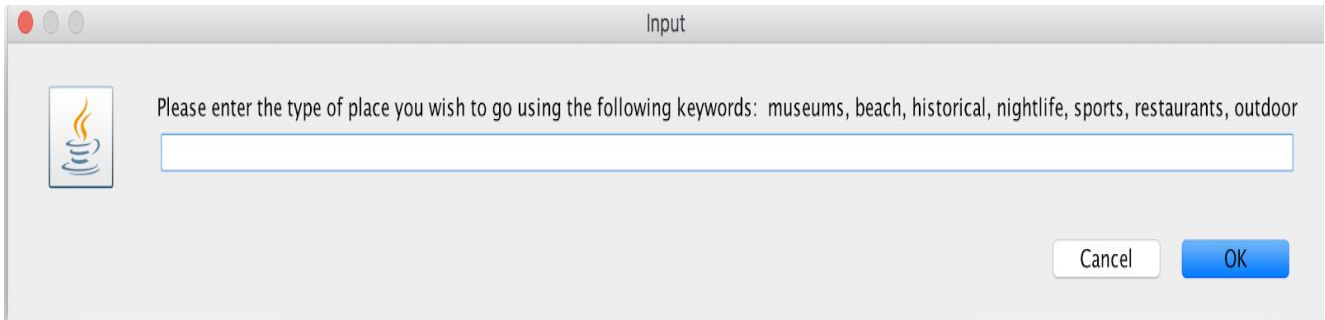 Input
Please enter the type of place you wish to go using the following keywords:  museums, beach, historical, nightlife, sports, restaurants, outdoor
Cancel
OK